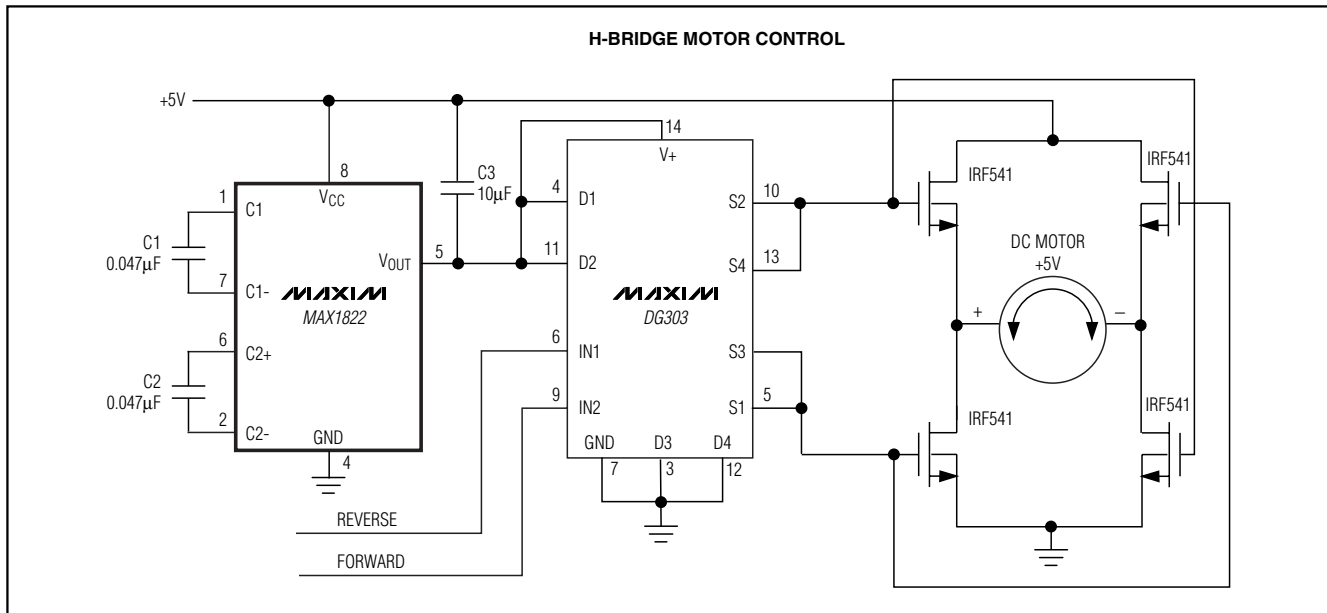 H-BRIDGE MOTOR CONTROL
+5V
8
VCC
1
C1
C1
0.047µF
7
C1-
6
C2+
C2
0.047µF
2
C2-
MAXIM
MAX1822
VOUT
5
GND
4
C3
10µF
14
V+
4
D1
11
D2
MAXIM
DG303
6
IN1
9
IN2
S2
10
S4
13
S3
S1
5
GND
D3
D4
7
3
12
REVERSE
FORWARD
IRF541
IRF541
DC MOTOR
+5V
+
–
IRF541
IRF541